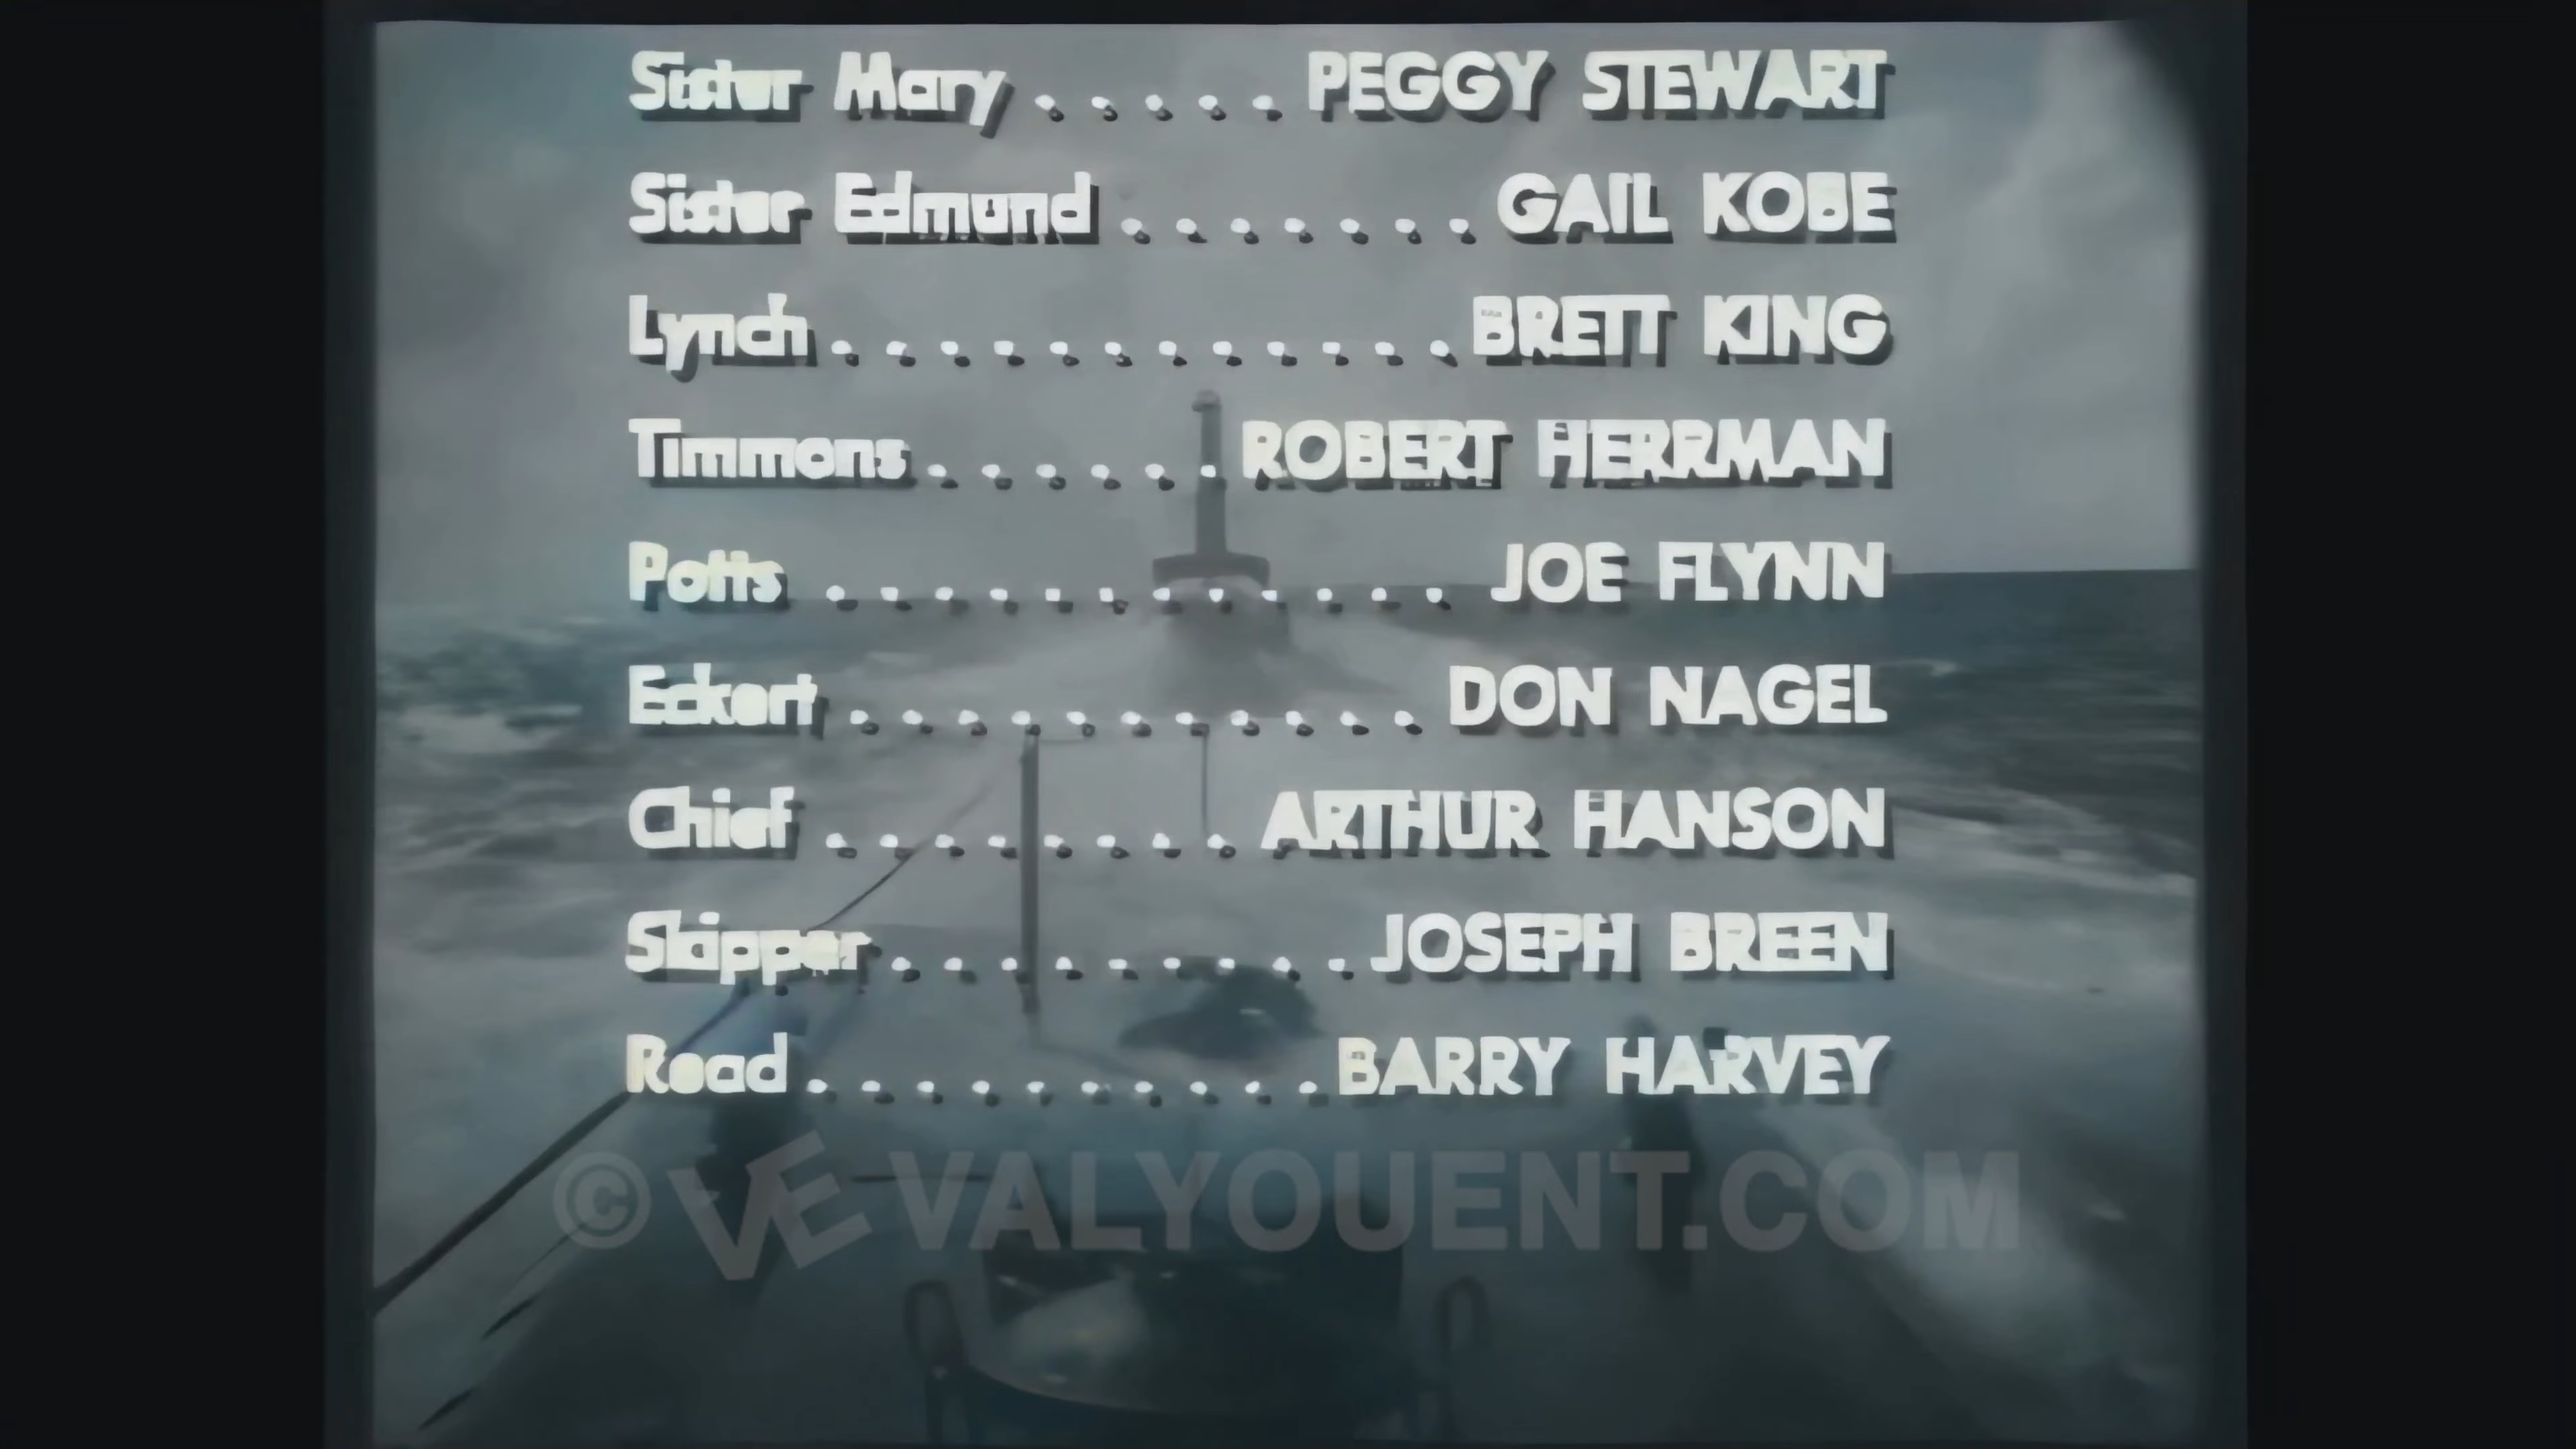 Sister Mary ..... PEGGY STEWART
Sister Edmund ....... GAIL KOBE
Lynch ............ BRETT KING
Timmons ...... ROBERT HERRMAN
Potts ............ JOE FLYNN
Eckert ........... DON NAGEL
Chief ........ ARTHUR HANSON
Skipper ......... JOSEPH BREEN
Read .......... BARRY HARVEY
© VE VALYOUENT.COM